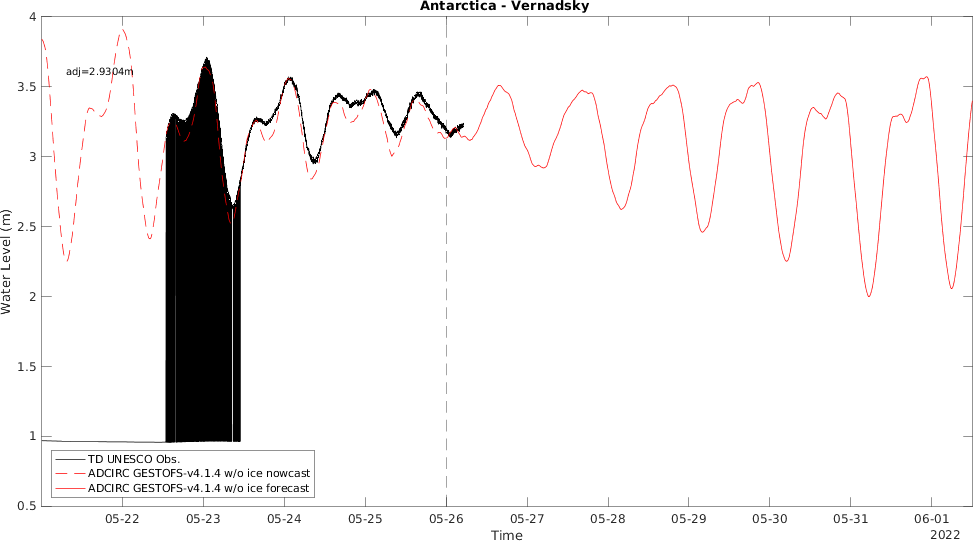 Antarctica - Vernadsky
4
adj=2.9304m
3.5
3
2.5
2
1.5
1
0.5
Water Level (m)
TD UNESCO Obs.
ADCIRC GESTOFS-v4.1.4 w/o ice nowcast
ADCIRC GESTOFS-v4.1.4 w/o ice forecast
05-22 05-23 05-24 05-25 05-26 05-27 05-28 05-29 05-30 05-31 06-01
Time
2022